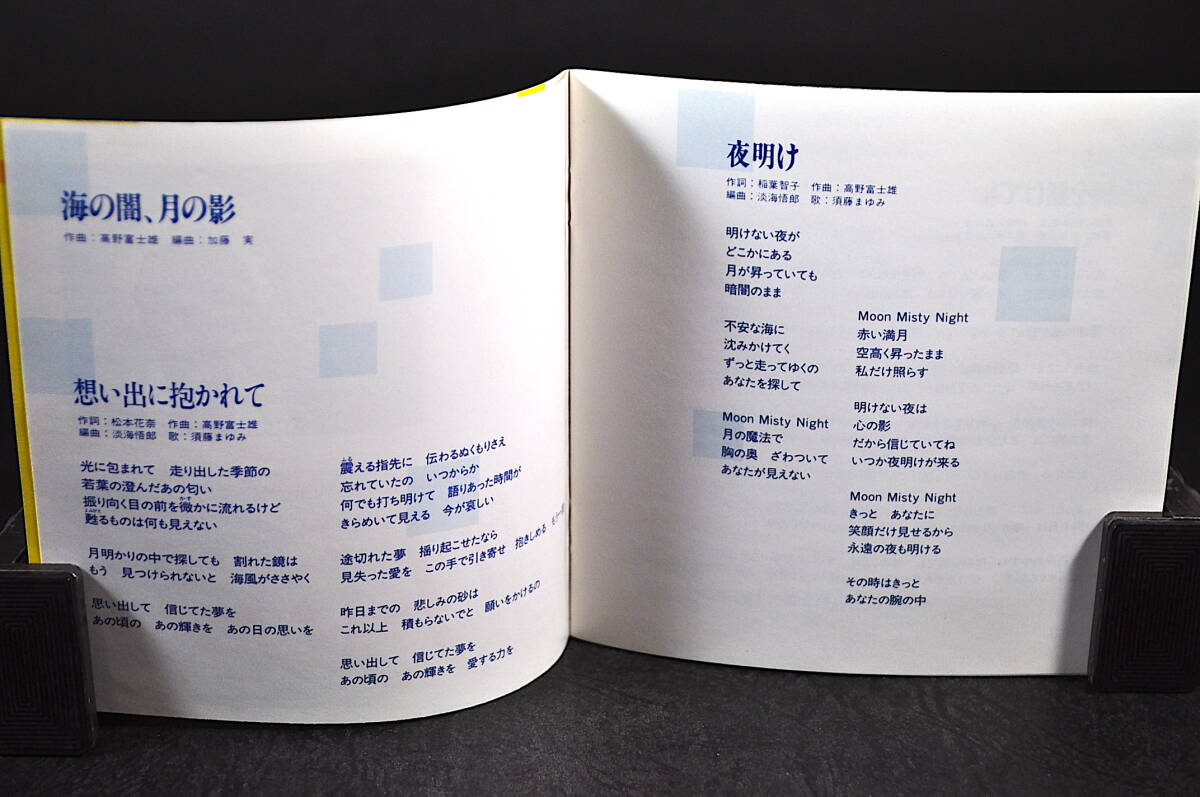 海の闇、月の影
作曲：高野富士雄　編曲：加藤　実
想い出に抱かれて
作詞：松本花奈　作曲：高野富士雄
編曲：淡海悟郎　歌：須藤まゆみ
光に包まれて　走り出した季節の
若葉の澄んだあの匂い
振り向く目の前を微かに流れるけど
甦るものは何も見えない
月明かりの中で探しても　割れた鏡は
もう　見つけられないと　海風がささやく
思い出して　信じてた夢を
あの頃の　あの輝きを　あの日の思いを
震える指先に　伝わるぬくもりさえ
忘れていたの　いつからか
何でも打ち明けて　語りあった時間が
きらめいて見える　今が哀しい
途切れた夢　揺り起こせたなら
見失った愛を　この手で引き寄せ　抱きしめる　もう一
昨日までの　悲しみの砂は
これ以上　積もらないでと　願いをかけるの
思い出して　信じてた夢を
あの頃の　あの輝きを　愛する力を
夜明け
作詞：稲葉智子　作曲：高野富士雄
編曲：淡海悟郎　歌：須藤まゆみ
明けない夜が
どこかにある
月が昇っていても
暗闇のまま
不安な海に
沈みかけてく
ずっと走ってゆくの
あなたを探して
Moon Misty Night
月の魔法で
胸の奥　ざわついて
あなたが見えない
Moon Misty Night
赤い満月
空高く昇ったまま
私だけ照らす
明けない夜は
心の影
だから信じていてね
いつか夜明けが来る
Moon Misty Night
きっと　あなたに
笑顔だけ見せるから
永遠の夜も明ける
その時はきっと
あなたの腕の中